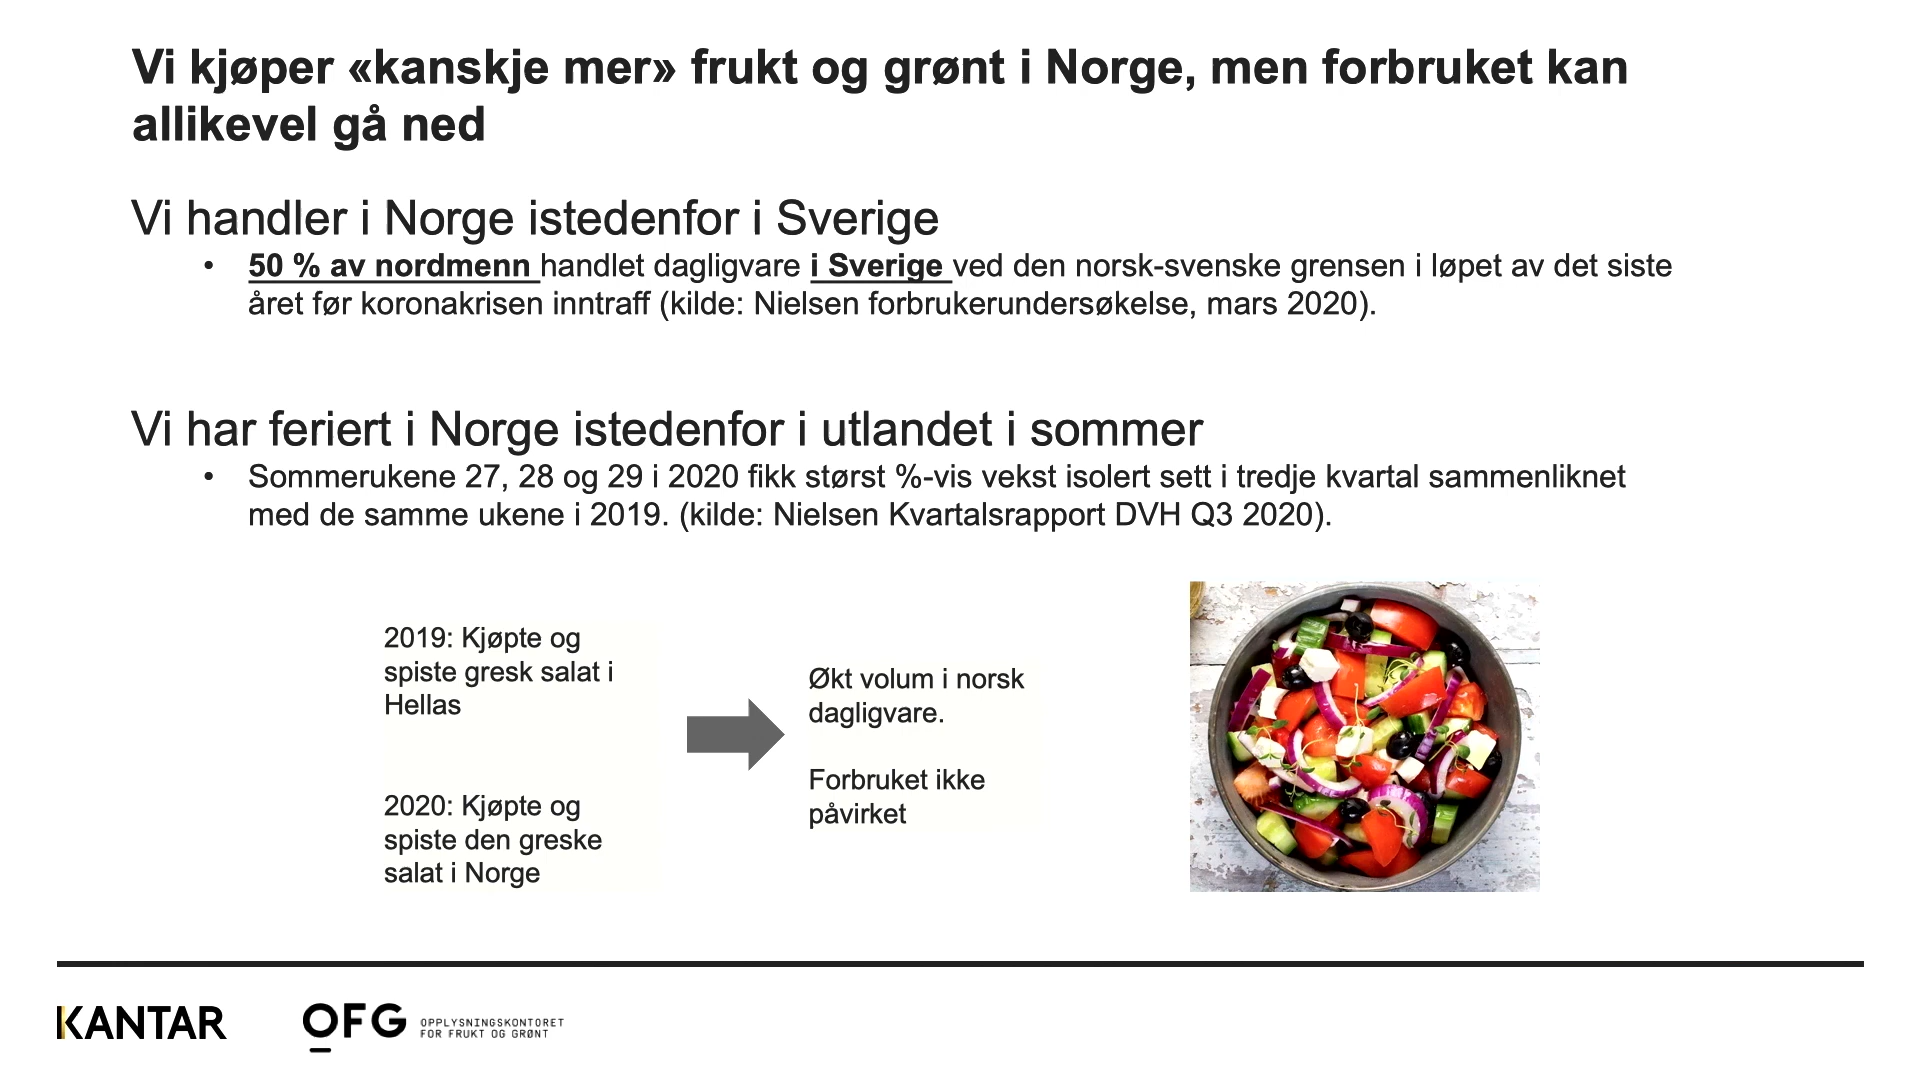 Vi kjøper «kanskje mer» frukt og grønt i Norge, men forbruket kan
allikevel gå ned
Vi handler i Norge istedenfor i Sverige
• 50 % av nordmenn handlet dagligvare i Sverige ved den norsk-svenske grensen i løpet av det siste
året før koronakrisen inntraff (kilde: Nielsen forbrukerundersøkelse, mars 2020).
Vi har feriert i Norge istedenfor i utlandet i sommer
• Sommerukene 27, 28 og 29 i 2020 fikk størst %-vis vekst isolert sett i tredje kvartal sammenliknet
med de samme ukene i 2019. (kilde: Nielsen Kvartalsrapport DVH Q3 2020).
2019: Kjøpte og
spiste gresk salat i
Hellas
2020: Kjøpte og
spiste den greske
salat i Norge
Økt volum i norsk
dagligvare.
Forbruket ikke
påvirket
KANTAR
OFG
OPPLYSNINGSKONTORET
FOR FRUKT OG GRØNT